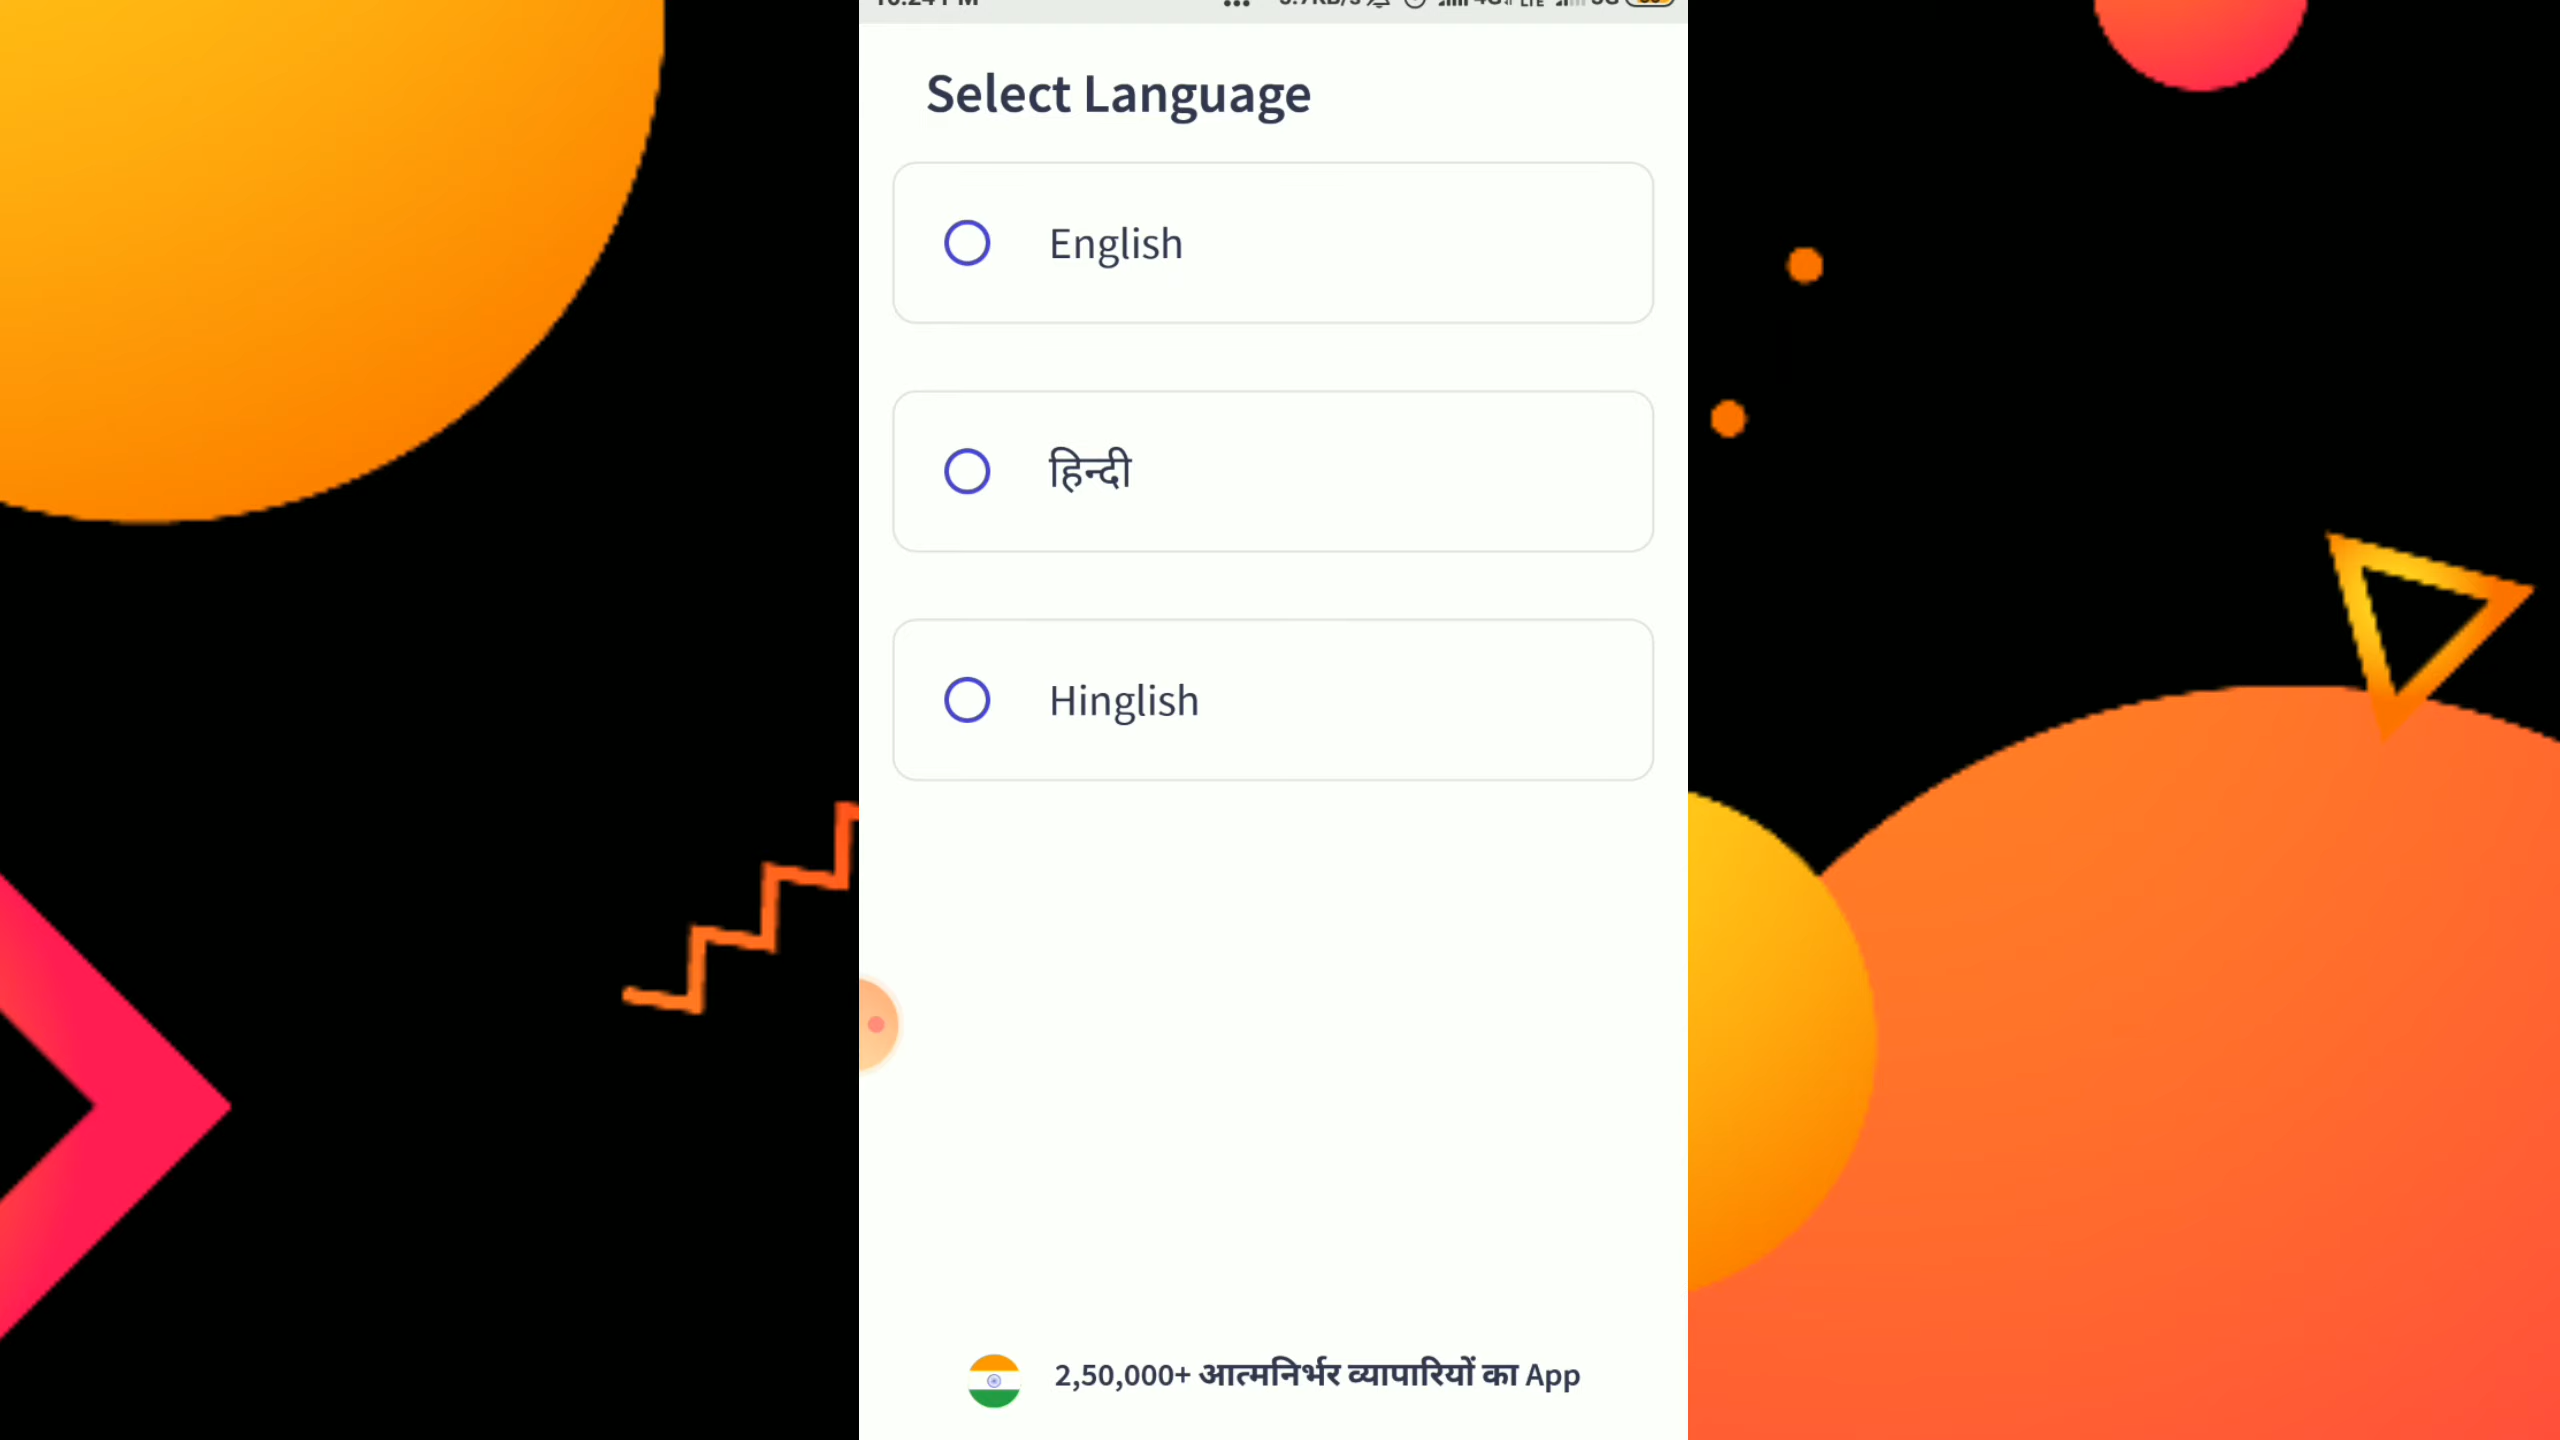 Select Language
English
हिन्दी
Hinglish
2,50,000+ आत्मनिर्भर व्यापारियों का App